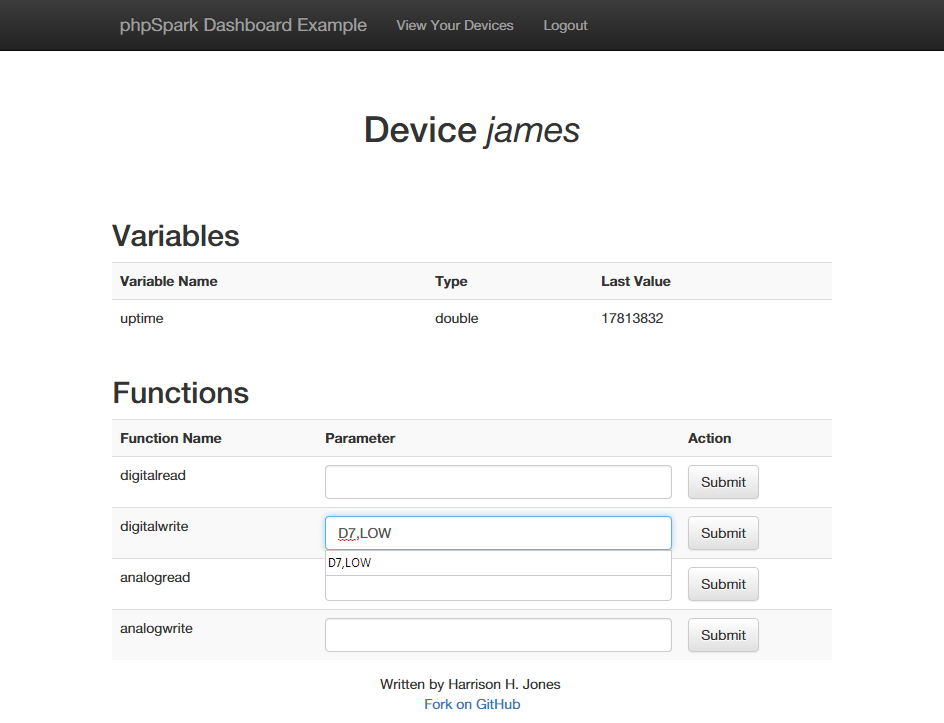 phpSpark Dashboard Example View Your Devices Logout
Device james
Variables
Variable Name Type Last Value
uptime double 17813832
Functions
Function Name Parameter Action
digitalread Submit
digitalwrite D7,LOW Submit
D7,LOW
analogread Submit
analogwrite Submit
Written by Harrison H. Jones
Fork on GitHub